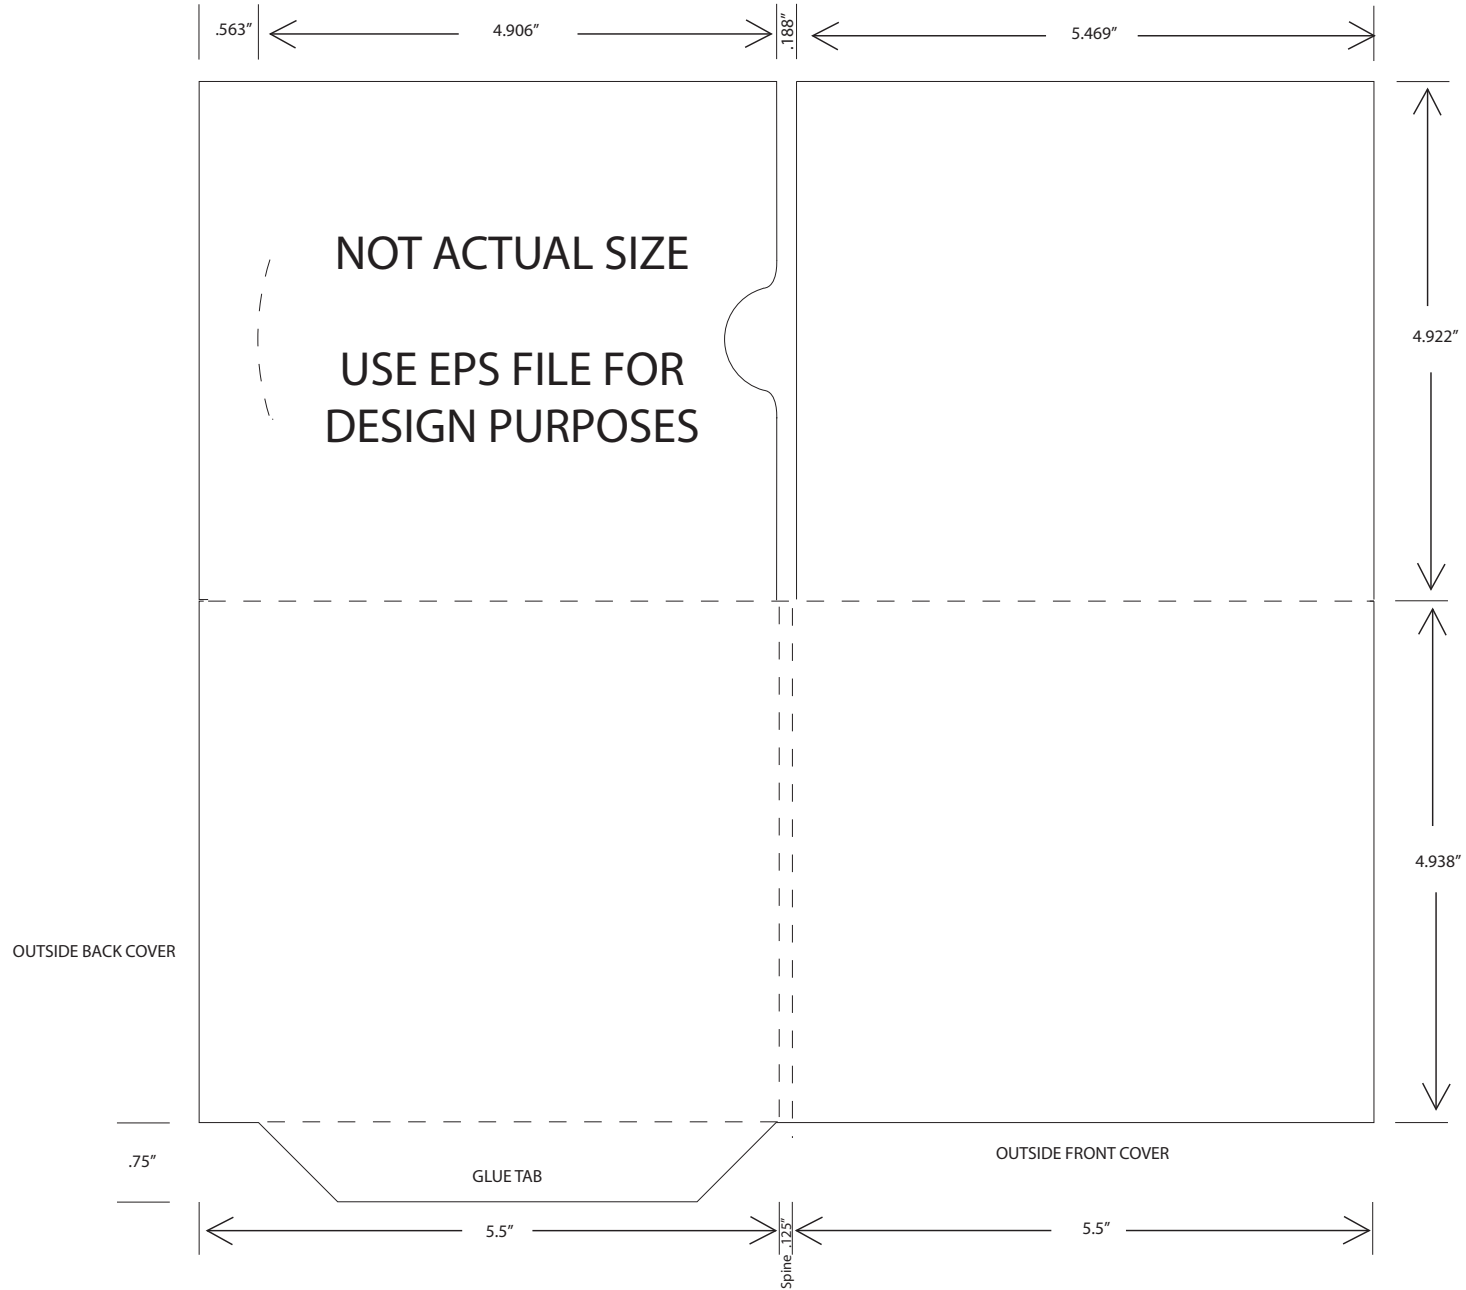 .563”
4.906”
.188”
5.469”
NOT ACTUAL SIZE
USE EPS FILE FOR
DESIGN PURPOSES
4.922”
4.938”
OUTSIDE BACK COVER
.75”
GLUE TAB
OUTSIDE FRONT COVER
5.5”
Spine .125”
5.5”